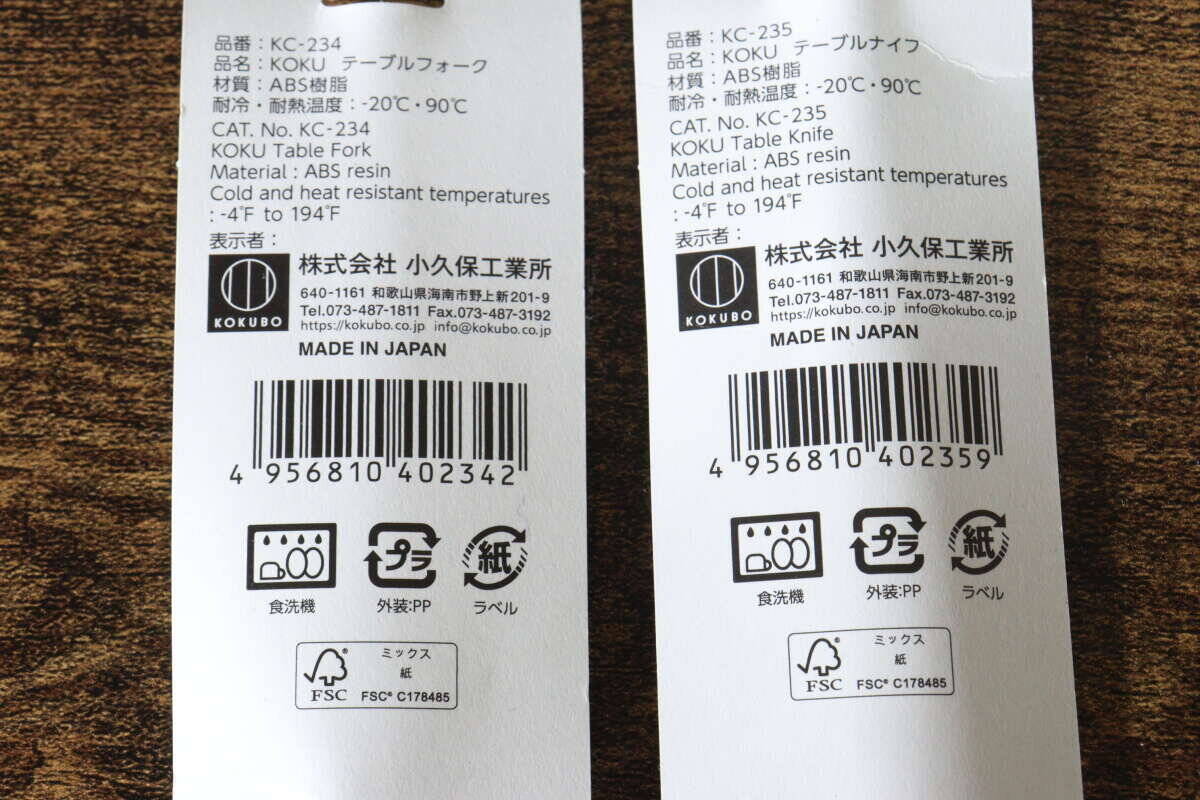 品番：KC-234
品名：KOKU　テーブルフォーク
材質：ABS樹脂
耐冷・耐熱温度：-20℃・90℃
CAT. No. KC-234
KOKU Table Fork
Material : ABS resin
Cold and heat resistant temperatures
: -4℉ to 194℉
表示者：
KOKUBO
株式会社 小久保工業所
640-1161 和歌山県海南市野上新201-9
Tel.073-487-1811 Fax.073-487-3192
https://kokubo.co.jp info@kokubo.co.jp
MADE IN JAPAN
4 956810 402342
プラ
紙
食洗機
外装:PP
ラベル
FSC
ミックス
紙
FSC® C178485
品番：KC-235
品名：KOKU　テーブルナイフ
材質：ABS樹脂
耐冷・耐熱温度：-20℃・90℃
CAT. No. KC-235
KOKU Table Knife
Material : ABS resin
Cold and heat resistant temperatures
: -4℉ to 194℉
表示者：
KOKUBO
株式会社 小久保工業所
640-1161 和歌山県海南市野上新201-9
Tel.073-487-1811 Fax.073-487-3192
https://kokubo.co.jp info@kokubo.co.jp
MADE IN JAPAN
4 956810 402359
プラ
紙
食洗機
外装:PP
ラベル
FSC
ミックス
紙
FSC® C178485